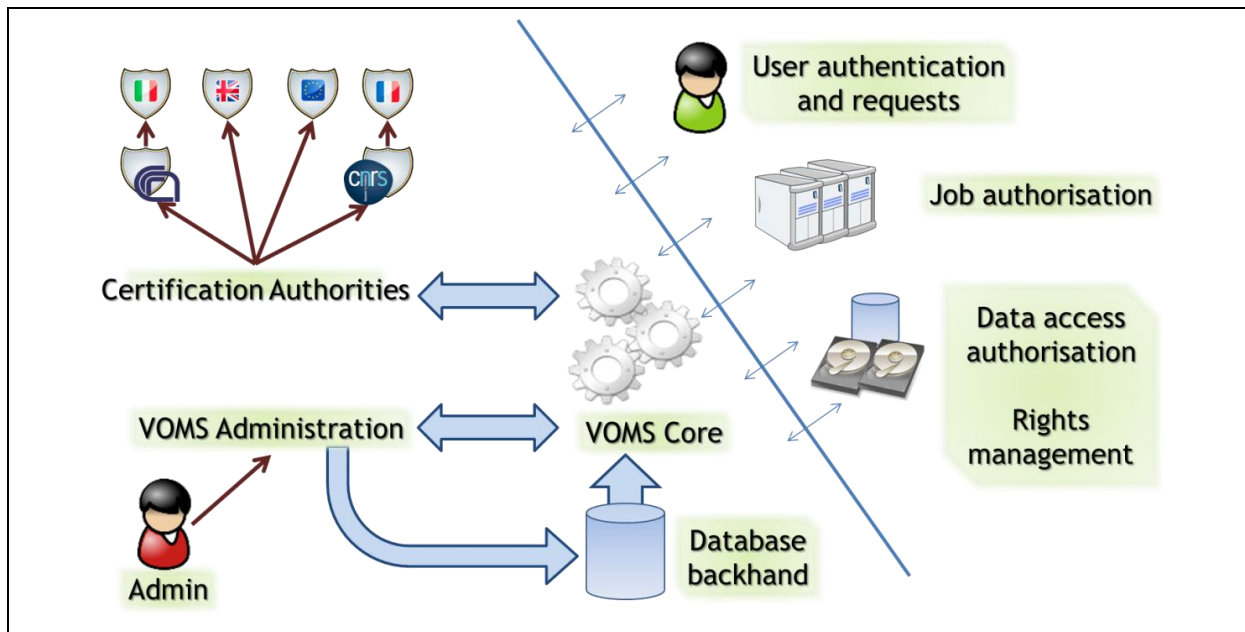 User authentication
and requests
cnrs
Job authorisation
Certification Authorities
Data access
authorisation
Rights
management
VOMS Administration
VOMS Core
Database
backhand
Admin